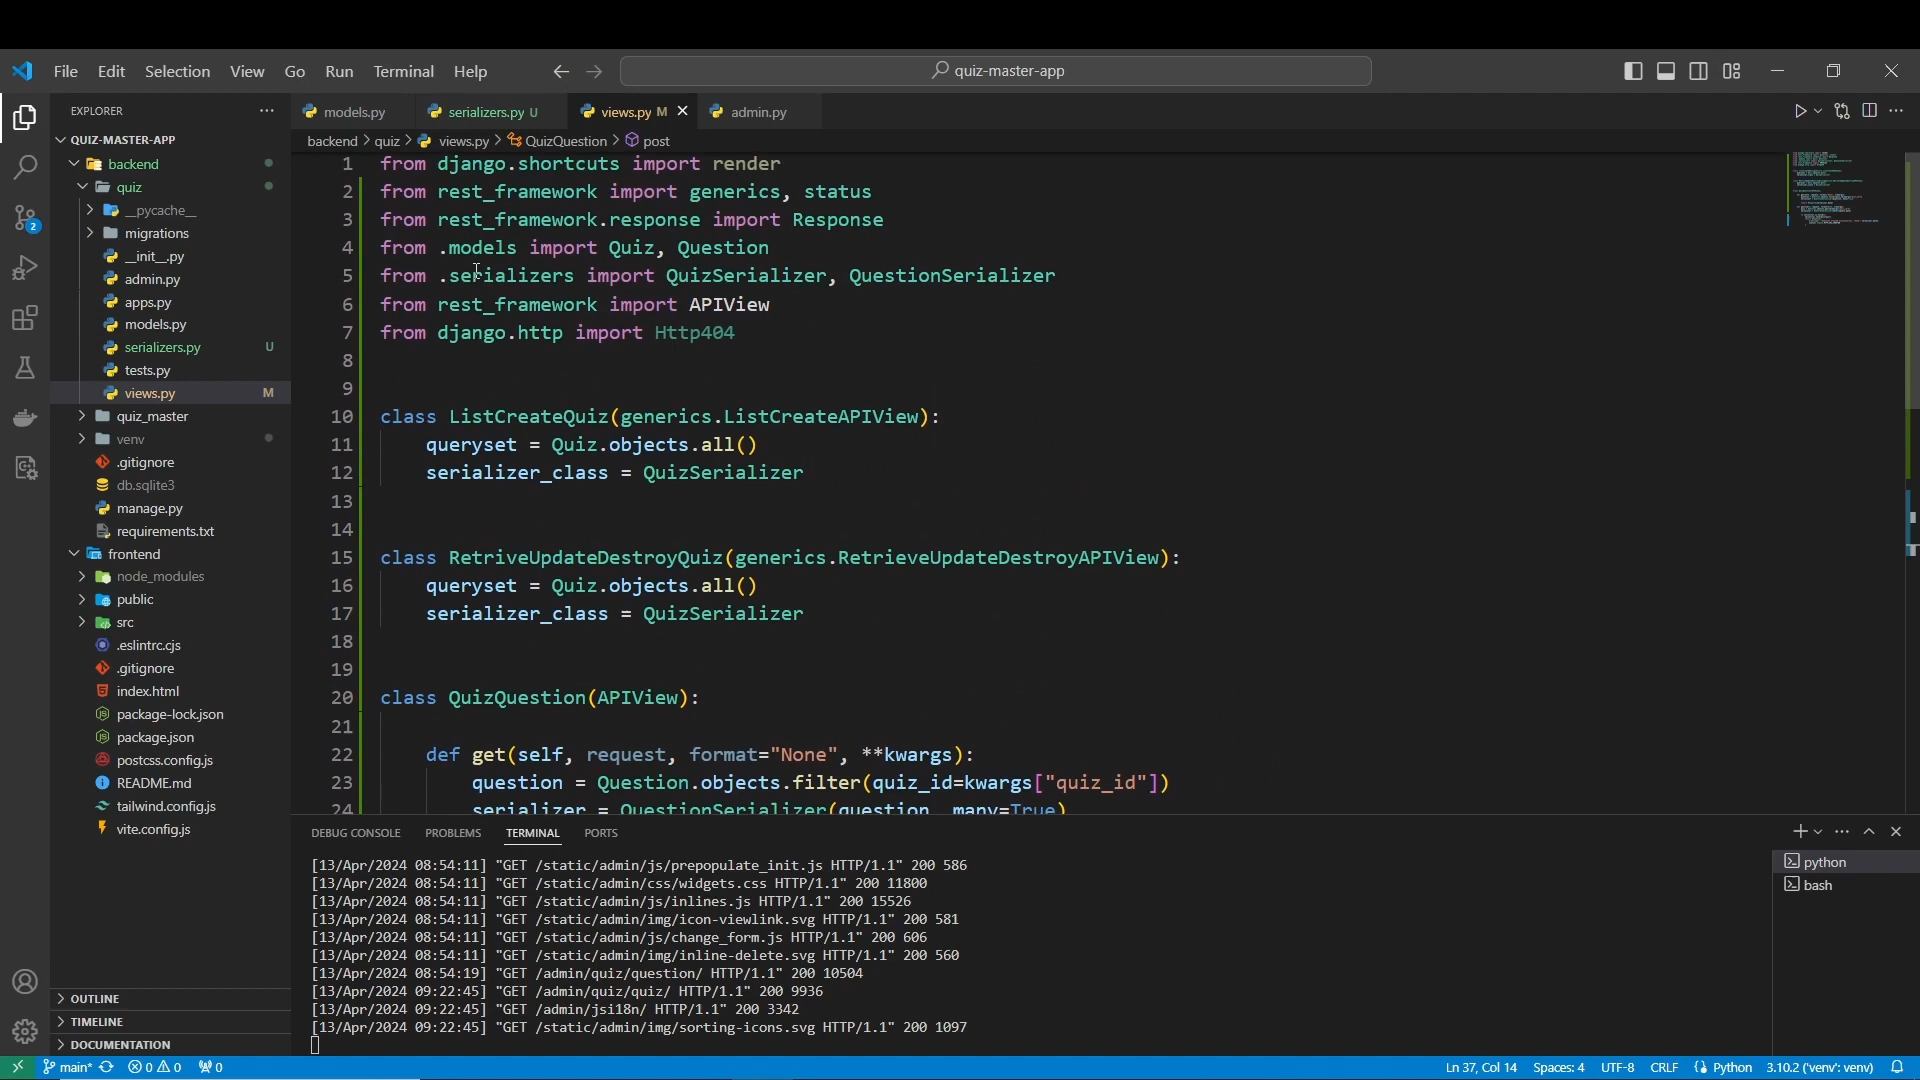 File Edit Selection View Go Run Terminal Help
quiz-master-app
EXPLORER
QUIZ-MASTER-APP
backend
quiz
__pycache__
migrations
__init__.py
admin.py
apps.py
models.py
serializers.py U
tests.py
views.py M
quiz_master
venv
.gitignore
db.sqlite3
manage.py
requirements.txt
frontend
node_modules
public
src
.eslintrc.cjs
.gitignore
index.html
package-lock.json
package.json
postcss.config.js
README.md
tailwind.config.js
vite.config.js
OUTLINE
TIMELINE
DOCUMENTATION
models.py serializers.py U views.py M admin.py
backend > quiz > views.py > QuizQuestion > post
1 from django.shortcuts import render
2 from rest_framework import generics, status
3 from rest_framework.response import Response
4 from .models import Quiz, Question
5 from .serializers import QuizSerializer, QuestionSerializer
6 from rest_framework import APIView
7 from django.http import Http404
8
9
10 class ListCreateQuiz(generics.ListCreateAPIView):
11 queryset = Quiz.objects.all()
12 serializer_class = QuizSerializer
13
14
15 class RetriveUpdateDestroyQuiz(generics.RetrieveUpdateDestroyAPIView):
16 queryset = Quiz.objects.all()
17 serializer_class = QuizSerializer
18
19
20 class QuizQuestion(APIView):
21
22 def get(self, request, format="None", **kwargs):
23 question = Question.objects.filter(quiz_id=kwargs["quiz_id"])
24 serializer = QuestionSerializer(question, many=True)
DEBUG CONSOLE PROBLEMS TERMINAL PORTS
[13/Apr/2024 08:54:11] "GET /static/admin/js/prepopulate_init.js HTTP/1.1" 200 586
[13/Apr/2024 08:54:11] "GET /static/admin/css/widgets.css HTTP/1.1" 200 11800
[13/Apr/2024 08:54:11] "GET /static/admin/js/inlines.js HTTP/1.1" 200 15526
[13/Apr/2024 08:54:11] "GET /static/admin/img/icon-viewlink.svg HTTP/1.1" 200 581
[13/Apr/2024 08:54:11] "GET /static/admin/js/change_form.js HTTP/1.1" 200 606
[13/Apr/2024 08:54:11] "GET /static/admin/img/inline-delete.svg HTTP/1.1" 200 560
[13/Apr/2024 08:54:19] "GET /admin/quiz/question/ HTTP/1.1" 200 10504
[13/Apr/2024 09:22:45] "GET /admin/quiz/quiz/ HTTP/1.1" 200 9936
[13/Apr/2024 09:22:45] "GET /admin/jsi18n/ HTTP/1.1" 200 3342
[13/Apr/2024 09:22:45] "GET /static/admin/img/sorting-icons.svg HTTP/1.1" 200 1097
python
bash
2
main* 0 0 0 Ln 37, Col 14 Spaces: 4 UTF-8 CRLF Python 3.10.2 ('venv': venv)